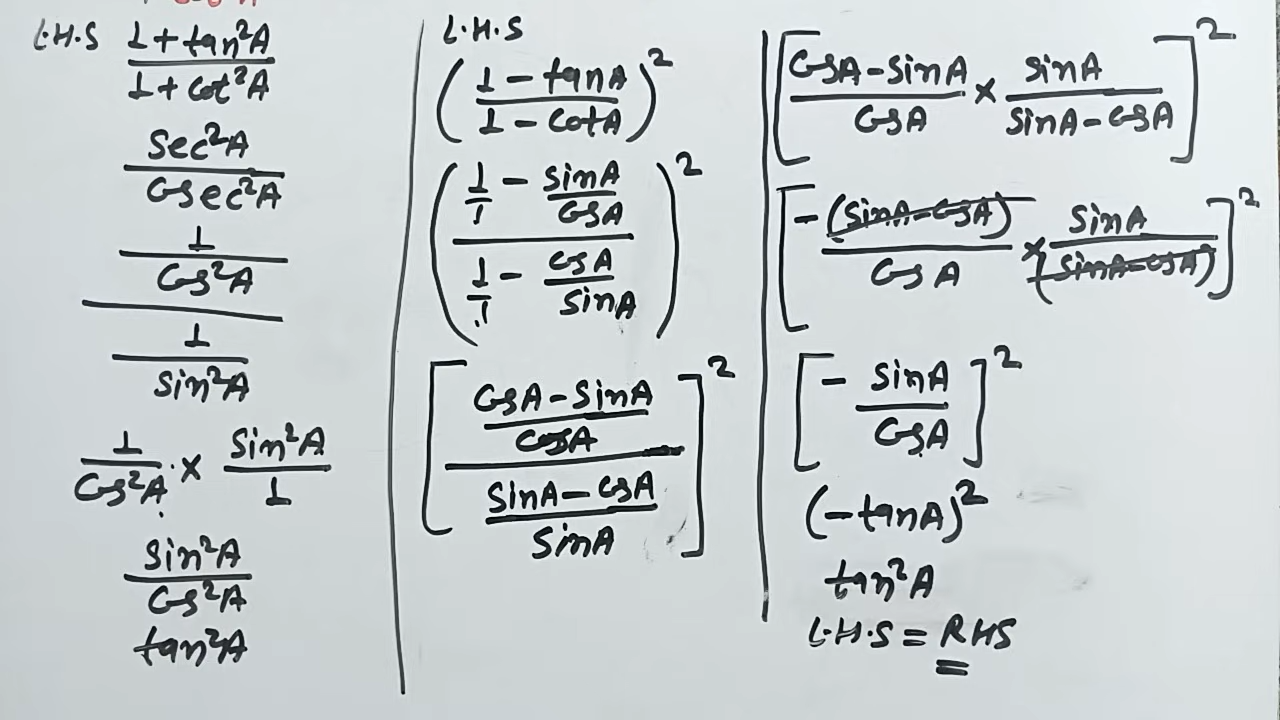 L.H.S (1 + tan²A)/(1 + cot²A)
sec²A/cosec²A
(1/cos²A)/(1/sin²A)
1/cos²A × sin²A/1
sin²A/cos²A
tan²A
L.H.S
((1 - tanA)/(1 - cotA))²
((1/1 - sinA/cosA)/(1/1 - cosA/sinA))²
[((cosA - sinA)/cosA)/((sinA - cosA)/sinA)]²
[(cosA - sinA)/cosA × sinA/(sinA - cosA)]²
[-(sinA - cosA)/cosA × sinA/(sinA - cosA)]²
[- sinA/cosA]²
(-tanA)²
tan²A
L.H.S = RHS